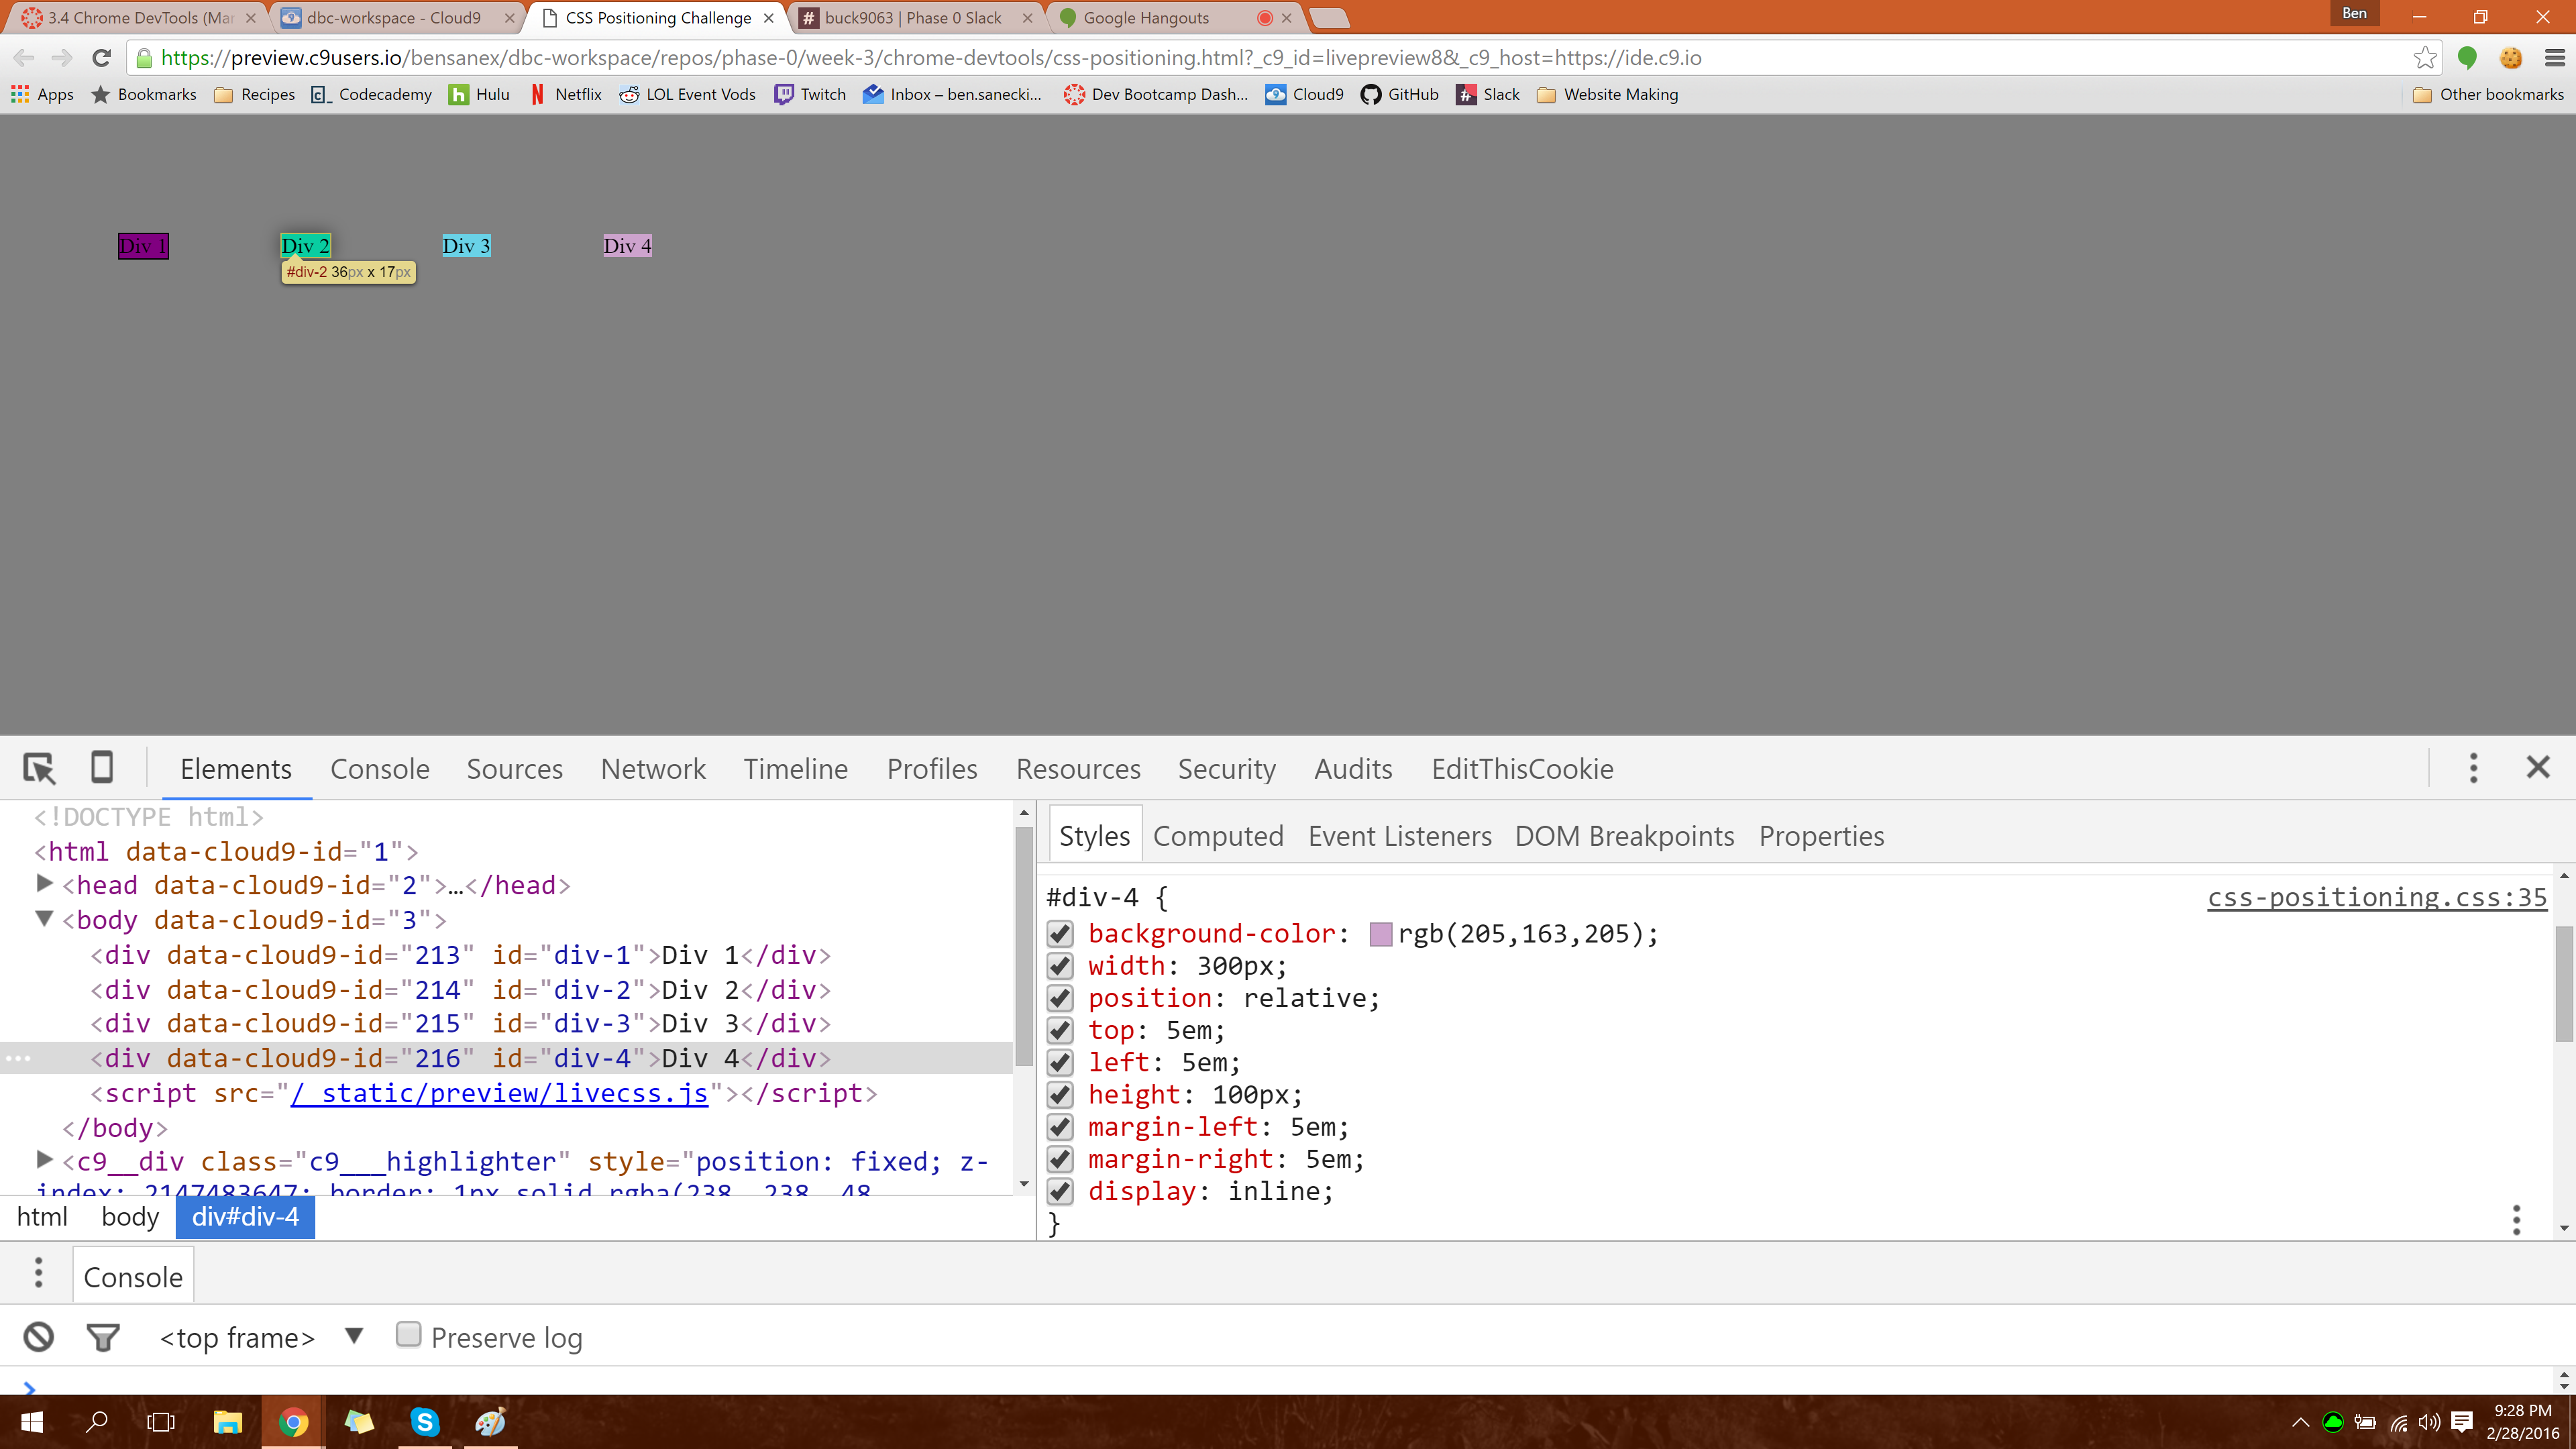 3.4 Chrome DevTools (Mar
dbc-workspace - Cloud9
CSS Positioning Challenge
buck9063 | Phase 0 Slack
Google Hangouts
Ben
https://preview.c9users.io/bensanex/dbc-workspace/repos/phase-0/week-3/chrome-devtools/css-positioning.html?_c9_id=livepreview8&_c9_host=https://ide.c9.io
Apps Bookmarks Recipes Codecademy Hulu Netflix LOL Event Vods Twitch Inbox – ben.sanecki... Dev Bootcamp Dash... Cloud9 GitHub Slack Website Making Other bookmarks
Div 1 Div 2 Div 3 Div 4
#div-2 36px x 17px
Elements Console Sources Network Timeline Profiles Resources Security Audits EditThisCookie
<!DOCTYPE html>
<html data-cloud9-id="1">
<head data-cloud9-id="2">…</head>
<body data-cloud9-id="3">
<div data-cloud9-id="213" id="div-1">Div 1</div>
<div data-cloud9-id="214" id="div-2">Div 2</div>
<div data-cloud9-id="215" id="div-3">Div 3</div>
<div data-cloud9-id="216" id="div-4">Div 4</div>
<script src="/_static/preview/livecss.js"></script>
</body>
<c9__div class="c9___highlighter" style="position: fixed; z-
index: 2147483647; border: 1px solid rgba(238, 238, 48,
html body div#div-4
Styles Computed Event Listeners DOM Breakpoints Properties
#div-4 { css-positioning.css:35
background-color: rgb(205,163,205);
width: 300px;
position: relative;
top: 5em;
left: 5em;
height: 100px;
margin-left: 5em;
margin-right: 5em;
display: inline;
}
Console
<top frame> Preserve log
9:28 PM
2/28/2016